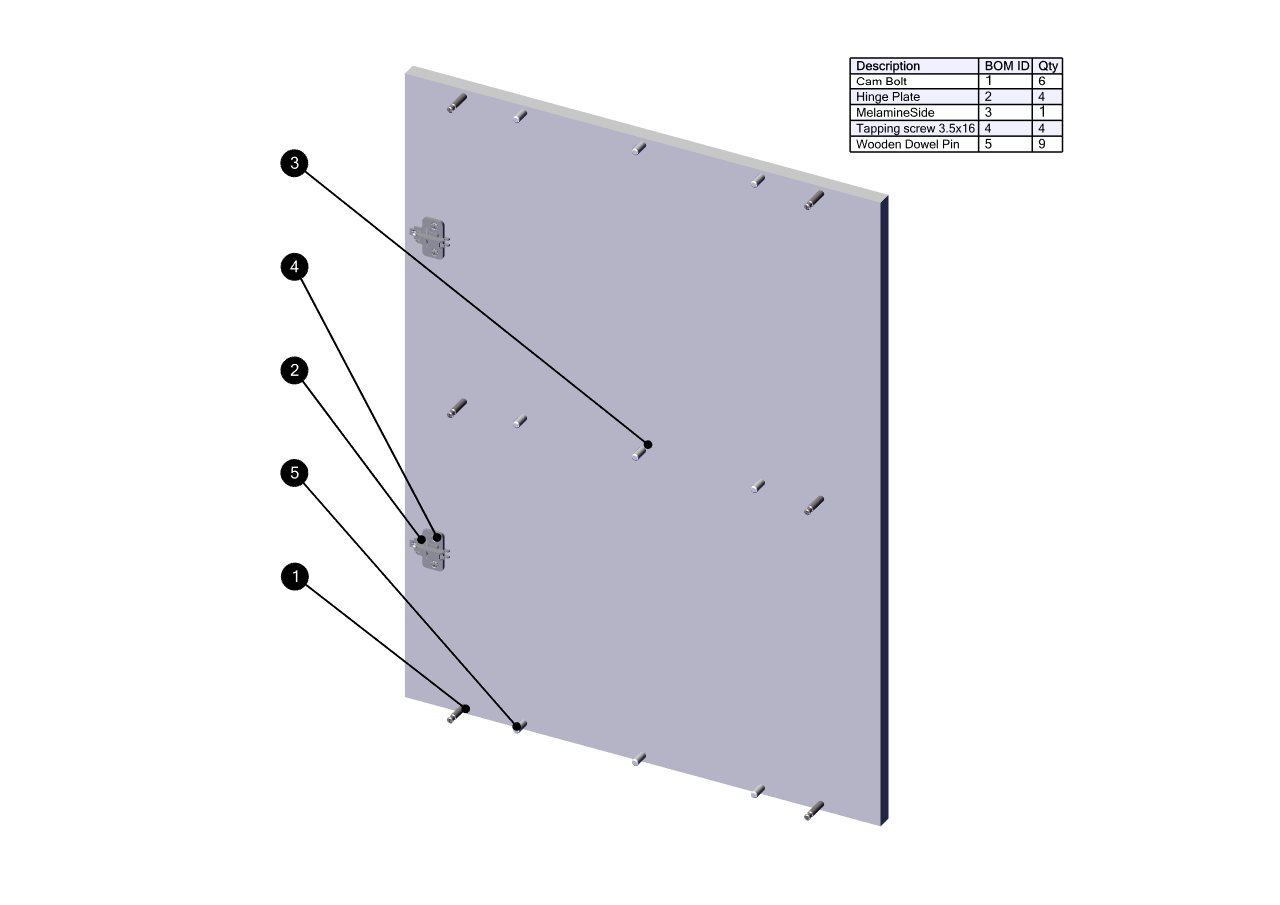 Description BOM ID Qty
Cam Bolt 1 6
Hinge Plate 2 4
MelamineSide 3 1
Tapping screw 3.5x16 4 4
Wooden Dowel Pin 5 9
3
4
2
5
1